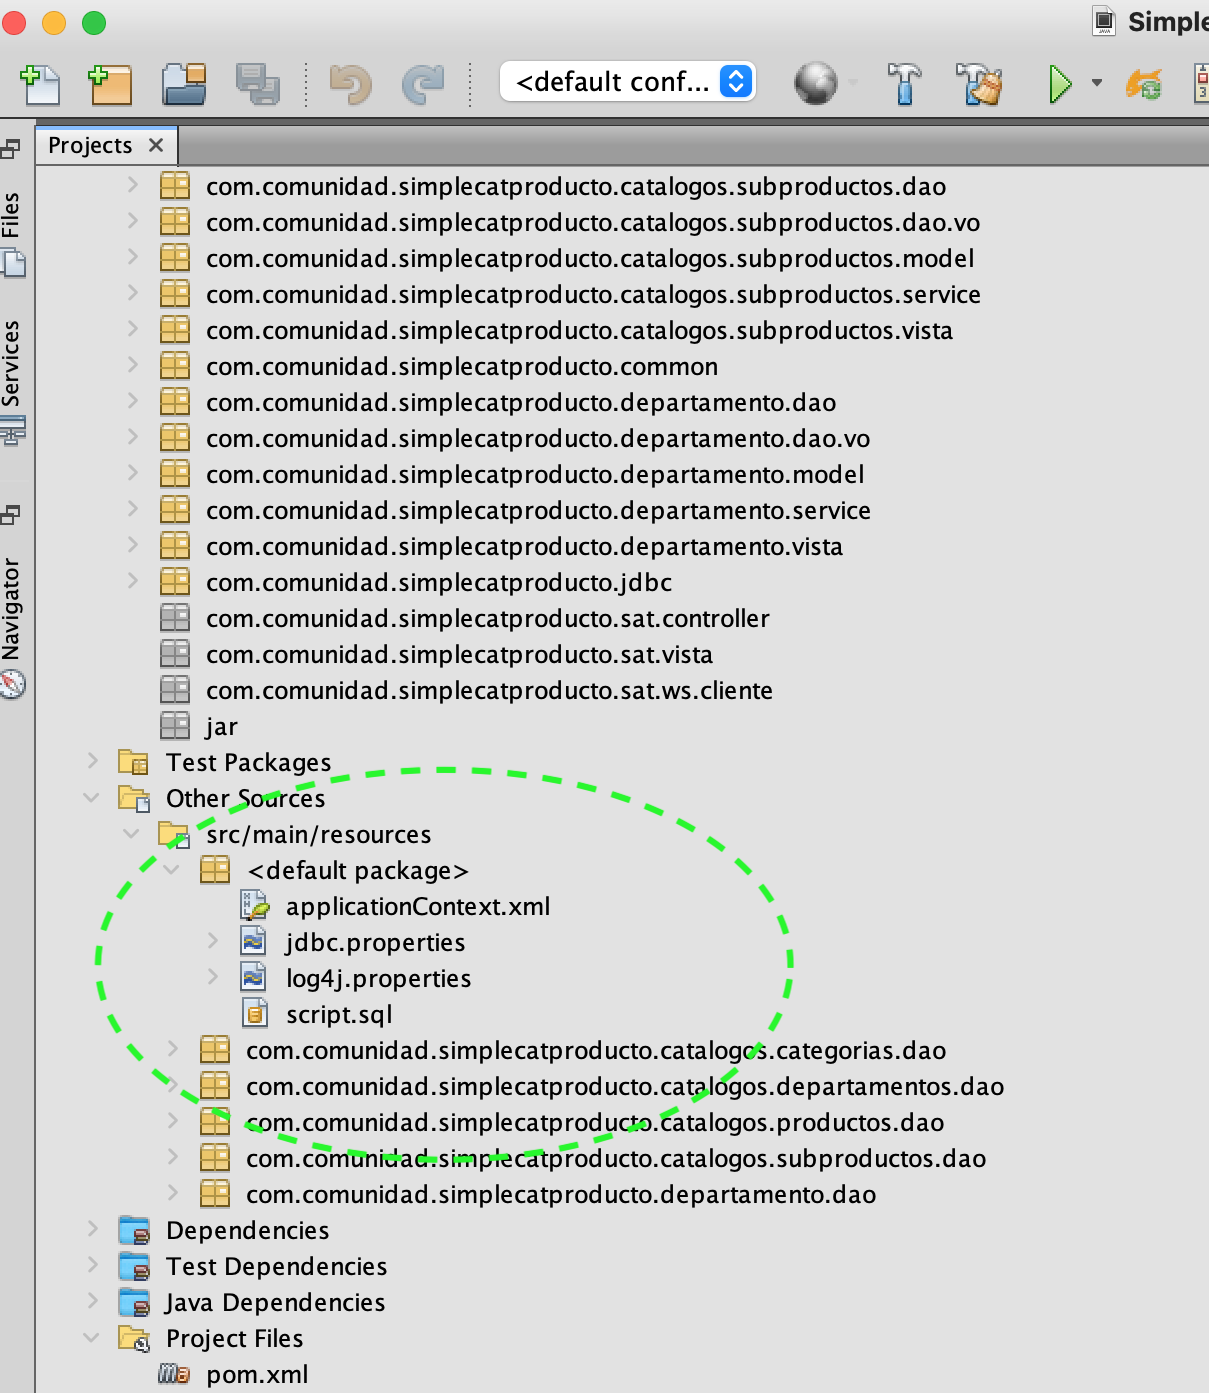 Simple
<default conf...
Projects
Files
Services
Navigator
com.comunidad.simplecatproducto.catalogos.subproductos.dao
com.comunidad.simplecatproducto.catalogos.subproductos.dao.vo
com.comunidad.simplecatproducto.catalogos.subproductos.model
com.comunidad.simplecatproducto.catalogos.subproductos.service
com.comunidad.simplecatproducto.catalogos.subproductos.vista
com.comunidad.simplecatproducto.common
com.comunidad.simplecatproducto.departamento.dao
com.comunidad.simplecatproducto.departamento.dao.vo
com.comunidad.simplecatproducto.departamento.model
com.comunidad.simplecatproducto.departamento.service
com.comunidad.simplecatproducto.departamento.vista
com.comunidad.simplecatproducto.jdbc
com.comunidad.simplecatproducto.sat.controller
com.comunidad.simplecatproducto.sat.vista
com.comunidad.simplecatproducto.sat.ws.cliente
jar
Test Packages
Other Sources
src/main/resources
<default package>
applicationContext.xml
jdbc.properties
log4j.properties
script.sql
com.comunidad.simplecatproducto.catalogos.categorias.dao
com.comunidad.simplecatproducto.catalogos.departamentos.dao
com.comunidad.simplecatproducto.catalogos.productos.dao
com.comunidad.simplecatproducto.catalogos.subproductos.dao
com.comunidad.simplecatproducto.departamento.dao
Dependencies
Test Dependencies
Java Dependencies
Project Files
pom.xml